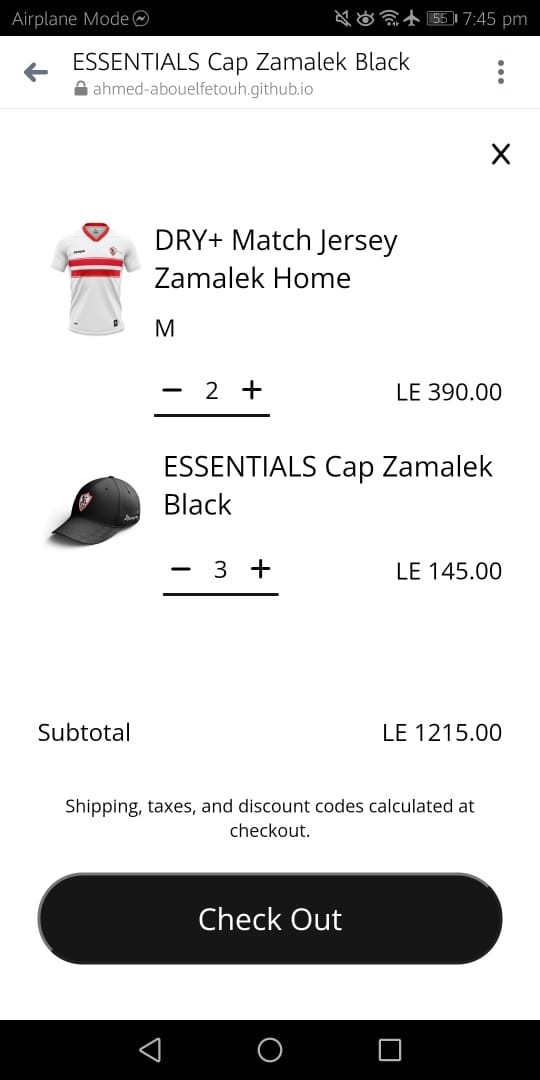 Airplane Mode 55 7:45 pm
ESSENTIALS Cap Zamalek Black
ahmed-abouelfetouh.github.io
DRY+ Match Jersey
Zamalek Home
M
− 2 +
LE 390.00
ESSENTIALS Cap Zamalek
Black
− 3 +
LE 145.00
Subtotal
LE 1215.00
Shipping, taxes, and discount codes calculated at
checkout.
Check Out